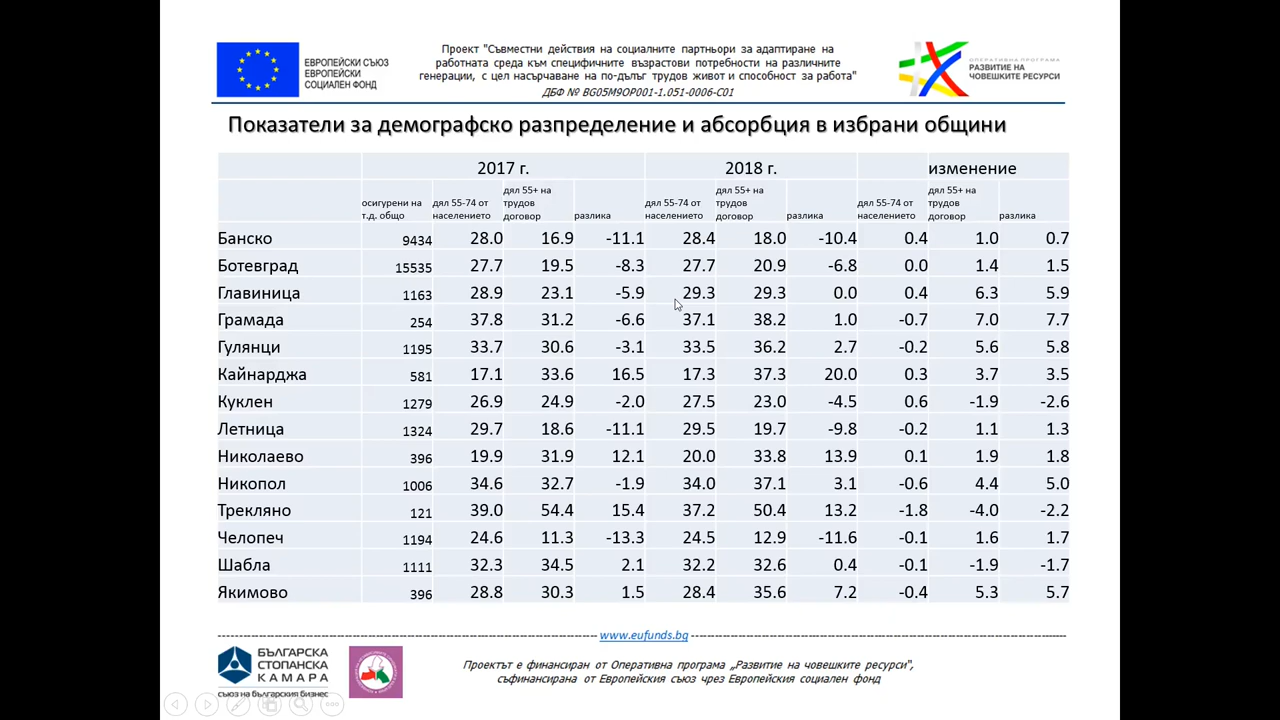 ЕВРОПЕЙСКИ СЪЮЗ
ЕВРОПЕЙСКИ
СОЦИАЛЕН ФОНД
Проект "Съвместни действия на социалните партньори за адаптиране на
работната среда към специфичните възрастови потребности на различните
генерации, с цел насърчаване на по-дълъг трудов живот и способност за работа"
ДБФ № BG05M9OP001-1.051-0006-C01
ОПЕРАТИВНА ПРОГРАМА
РАЗВИТИЕ НА
ЧОВЕШКИТЕ РЕСУРСИ
Показатели за демографско разпределение и абсорбция в избрани общини
2017 г. 2018 г. изменение
осигурени на т.д. общо дял 55-74 от населението дял 55+ на трудов договор разлика дял 55-74 от населението дял 55+ на трудов договор разлика дял 55-74 от населението дял 55+ на трудов договор разлика
Банско 9434 28.0 16.9 -11.1 28.4 18.0 -10.4 0.4 1.0 0.7
Ботевград 15535 27.7 19.5 -8.3 27.7 20.9 -6.8 0.0 1.4 1.5
Главиница 1163 28.9 23.1 -5.9 29.3 29.3 0.0 0.4 6.3 5.9
Грамада 254 37.8 31.2 -6.6 37.1 38.2 1.0 -0.7 7.0 7.7
Гулянци 1195 33.7 30.6 -3.1 33.5 36.2 2.7 -0.2 5.6 5.8
Кайнарджа 581 17.1 33.6 16.5 17.3 37.3 20.0 0.3 3.7 3.5
Куклен 1279 26.9 24.9 -2.0 27.5 23.0 -4.5 0.6 -1.9 -2.6
Летница 1324 29.7 18.6 -11.1 29.5 19.7 -9.8 -0.2 1.1 1.3
Николаево 396 19.9 31.9 12.1 20.0 33.8 13.9 0.1 1.9 1.8
Никопол 1006 34.6 32.7 -1.9 34.0 37.1 3.1 -0.6 4.4 5.0
Трекляно 121 39.0 54.4 15.4 37.2 50.4 13.2 -1.8 -4.0 -2.2
Челопеч 1194 24.6 11.3 -13.3 24.5 12.9 -11.6 -0.1 1.6 1.7
Шабла 1111 32.3 34.5 2.1 32.2 32.6 0.4 -0.1 -1.9 -1.7
Якимово 396 28.8 30.3 1.5 28.4 35.6 7.2 -0.4 5.3 5.7
www.eufunds.bg
БЪЛГАРСКА
СТОПАНСКА
КАМАРА
СЪЮЗ НА БЪЛГАРСКИЯ БИЗНЕС
Проектът е финансиран от Оперативна програма „Развитие на човешките ресурси",
съфинансирана от Европейския съюз чрез Европейския социален фонд